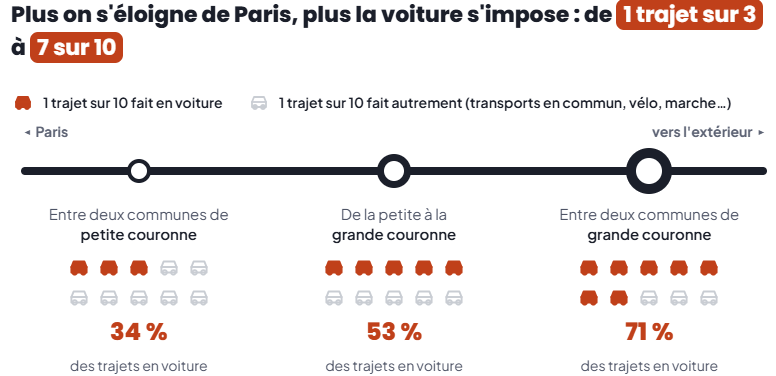 Plus on s'éloigne de Paris, plus la voiture s'impose : de 1 trajet sur 3
à 7 sur 10
1 trajet sur 10 fait en voiture
1 trajet sur 10 fait autrement (transports en commun, vélo, marche…)
◂ Paris
vers l'extérieur ▸
Entre deux communes de
petite couronne
De la petite à la
grande couronne
Entre deux communes de
grande couronne
34 %
53 %
71 %
des trajets en voiture
des trajets en voiture
des trajets en voiture